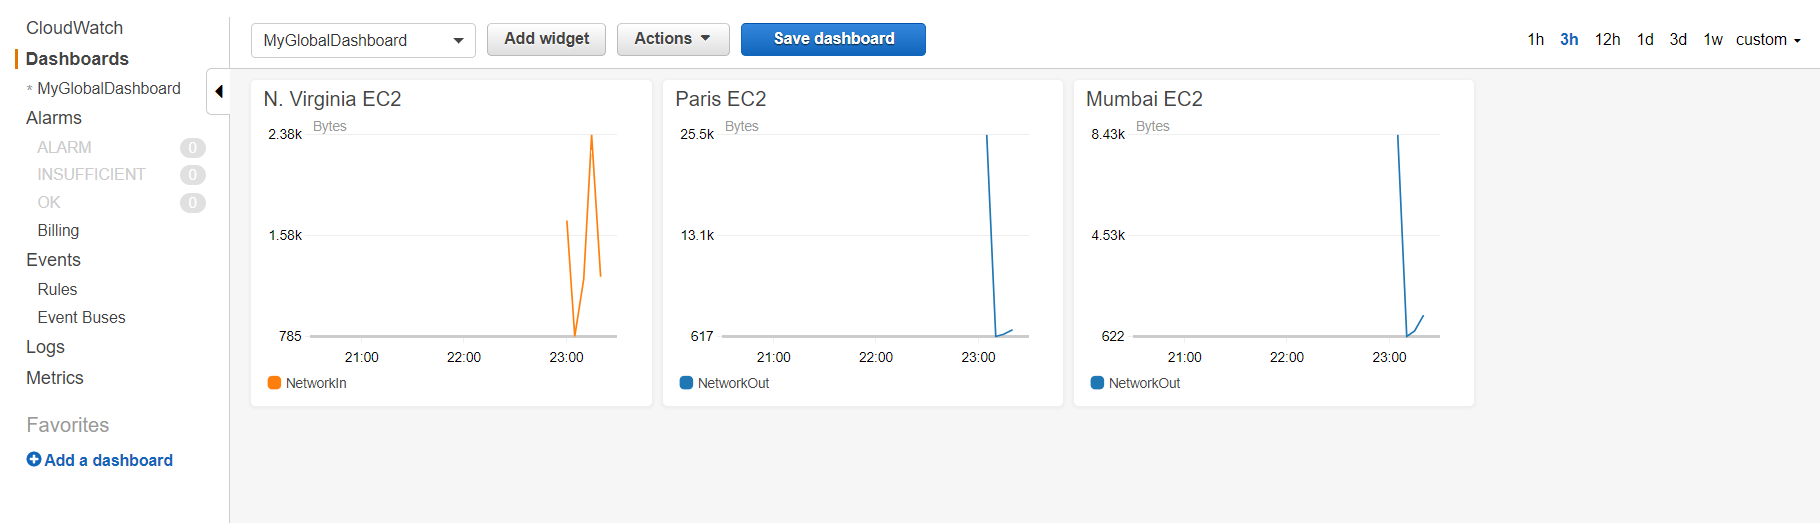 CloudWatch
Dashboards
* MyGlobalDashboard
Alarms
ALARM 0
INSUFFICIENT 0
OK 0
Billing
Events
Rules
Event Buses
Logs
Metrics
Favorites
Add a dashboard
MyGlobalDashboard Add widget Actions Save dashboard 1h 3h 12h 1d 3d 1w custom
N. Virginia EC2
Bytes
2.38k
1.58k
785
21:00 22:00 23:00
NetworkIn
Paris EC2
Bytes
25.5k
13.1k
617
21:00 22:00 23:00
NetworkOut
Mumbai EC2
Bytes
8.43k
4.53k
622
21:00 22:00 23:00
NetworkOut